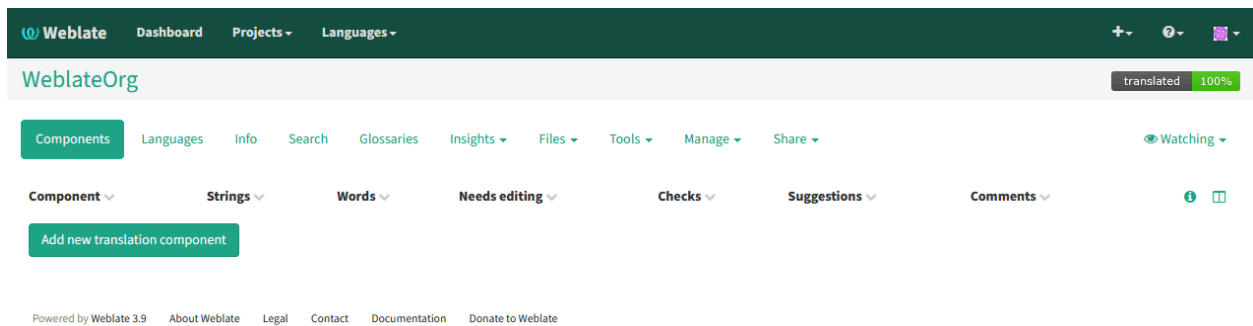 Weblate Dashboard Projects Languages
WeblateOrg translated 100%
Components Languages Info Search Glossaries Insights Files Tools Manage Share Watching
Component Strings Words Needs editing Checks Suggestions Comments
Add new translation component
Powered by Weblate 3.9 About Weblate Legal Contact Documentation Donate to Weblate